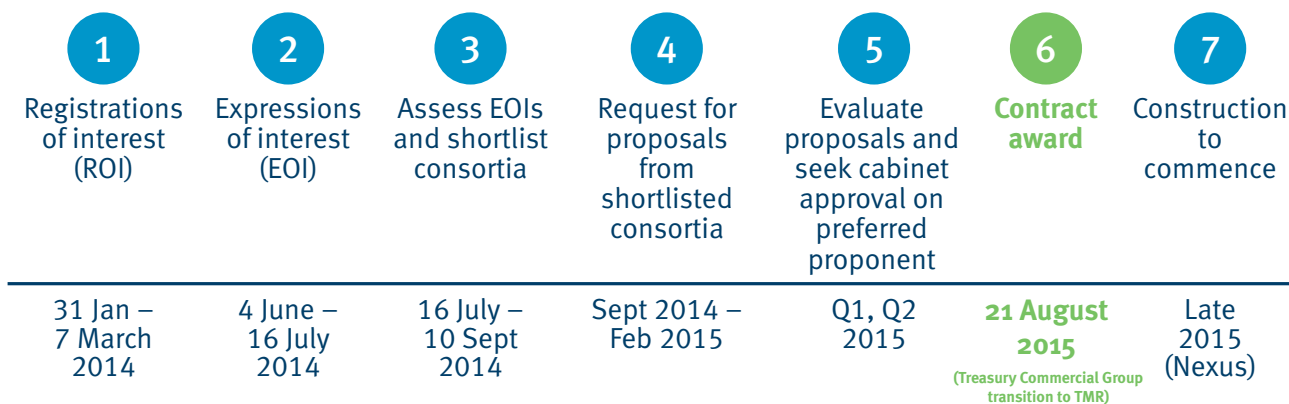 1
Registrations
of interest
(ROI)
31 Jan –
7 March
2014
2
Expressions
of interest
(EOI)
4 June –
16 July
2014
3
Assess EOIs
and shortlist
consortia
16 July –
10 Sept
2014
4
Request for
proposals
from
shortlisted
consortia
Sept 2014 –
Feb 2015
5
Evaluate
proposals and
seek cabinet
approval on
preferred
proponent
Q1, Q2
2015
6
Contract
award
21 August
2015
(Treasury Commercial Group
transition to TMR)
7
Construction
to
commence
Late
2015
(Nexus)